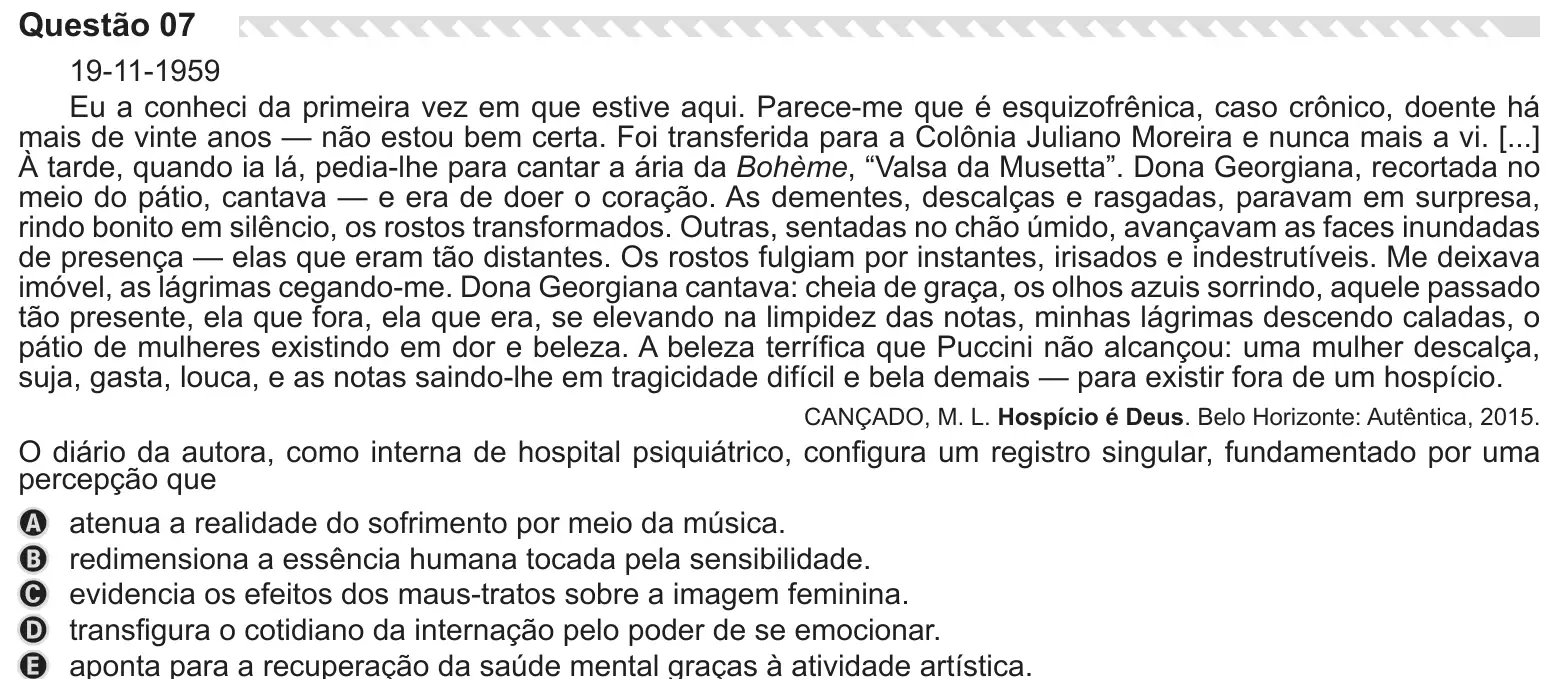 Questão 07
19-11-1959
Eu a conheci da primeira vez em que estive aqui. Parece-me que é esquizofrênica, caso crônico, doente há
mais de vinte anos — não estou bem certa. Foi transferida para a Colônia Juliano Moreira e nunca mais a vi. [...]
À tarde, quando ia lá, pedia-lhe para cantar a ária da Bohème, “Valsa da Musetta”. Dona Georgiana, recortada no
meio do pátio, cantava — e era de doer o coração. As dementes, descalças e rasgadas, paravam em surpresa,
rindo bonito em silêncio, os rostos transformados. Outras, sentadas no chão úmido, avançavam as faces inundadas
de presença — elas que eram tão distantes. Os rostos fulgiam por instantes, irisados e indestrutíveis. Me deixava
imóvel, as lágrimas cegando-me. Dona Georgiana cantava: cheia de graça, os olhos azuis sorrindo, aquele passado
tão presente, ela que fora, ela que era, se elevando na limpidez das notas, minhas lágrimas descendo caladas, o
pátio de mulheres existindo em dor e beleza. A beleza terrífica que Puccini não alcançou: uma mulher descalça,
suja, gasta, louca, e as notas saindo-lhe em tragicidade difícil e bela demais — para existir fora de um hospício.
CANÇADO, M. L. Hospício é Deus. Belo Horizonte: Autêntica, 2015.
O diário da autora, como interna de hospital psiquiátrico, configura um registro singular, fundamentado por uma
percepção que
A atenua a realidade do sofrimento por meio da música.
B redimensiona a essência humana tocada pela sensibilidade.
C evidencia os efeitos dos maus-tratos sobre a imagem feminina.
D transfigura o cotidiano da internação pelo poder de se emocionar.
E aponta para a recuperação da saúde mental graças à atividade artística.